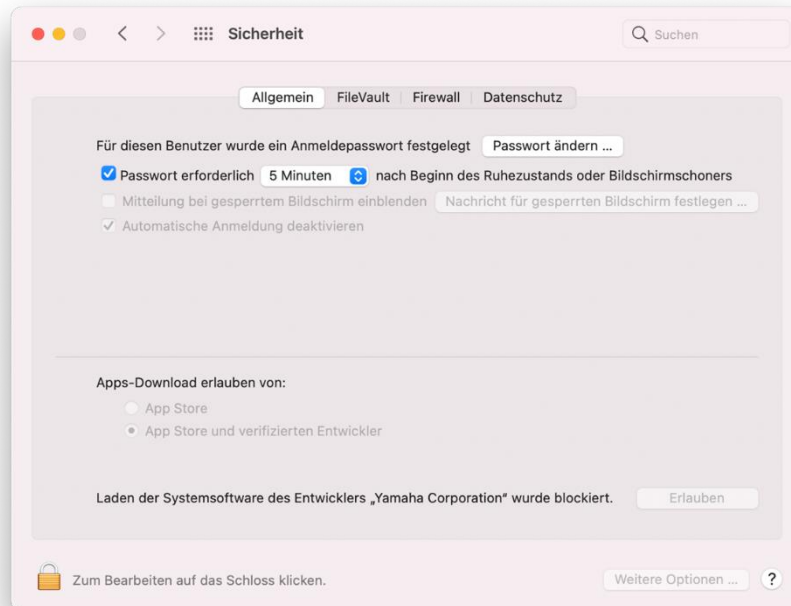 Sicherheit
Suchen
Allgemein FileVault Firewall Datenschutz
Für diesen Benutzer wurde ein Anmeldepasswort festgelegt Passwort ändern ...
Passwort erforderlich 5 Minuten nach Beginn des Ruhezustands oder Bildschirmschoners
Mitteilung bei gesperrtem Bildschirm einblenden Nachricht für gesperrten Bildschirm festlegen ...
Automatische Anmeldung deaktivieren
Apps-Download erlauben von:
App Store
App Store und verifizierten Entwickler
Laden der Systemsoftware des Entwicklers „Yamaha Corporation“ wurde blockiert. Erlauben
Zum Bearbeiten auf das Schloss klicken. Weitere Optionen ... ?